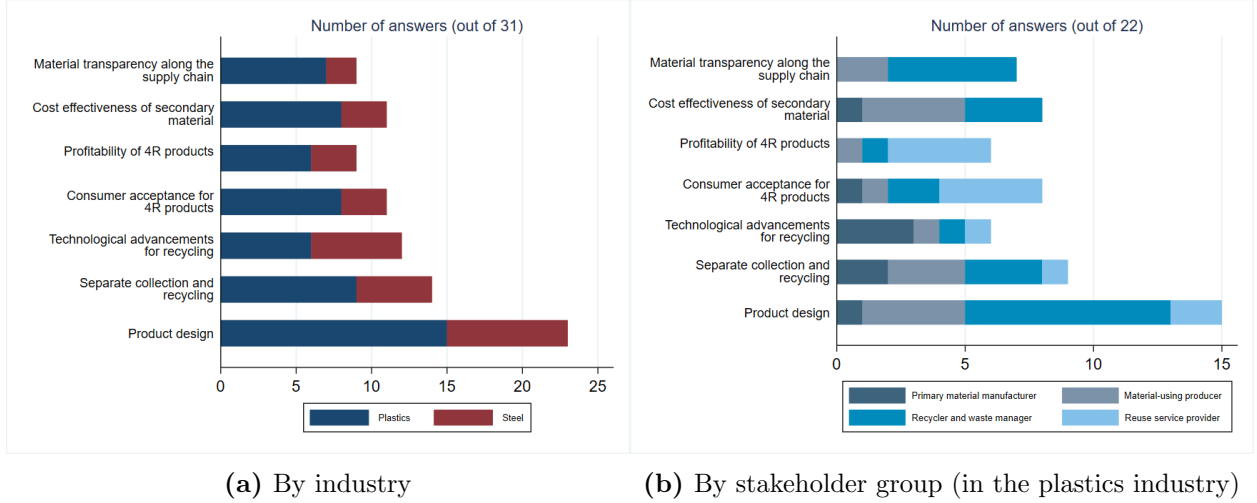 Number of answers (out of 31)
Material transparency along the
supply chain
Cost effectiveness of secondary
material
Profitability of 4R products
Consumer acceptance for
4R products
Technological advancements
for recycling
Separate collection and
recycling
Product design
0 5 10 15 20 25
Plastics Steel
(a) By industry
Number of answers (out of 22)
Material transparency along the
supply chain
Cost effectiveness of secondary
material
Profitability of 4R products
Consumer acceptance for
4R products
Technological advancements
for recycling
Separate collection and
recycling
Product design
0 5 10 15
Primary material manufacturer Material-using producer
Recycler and waste manager Reuse service provider
(b) By stakeholder group (in the plastics industry)